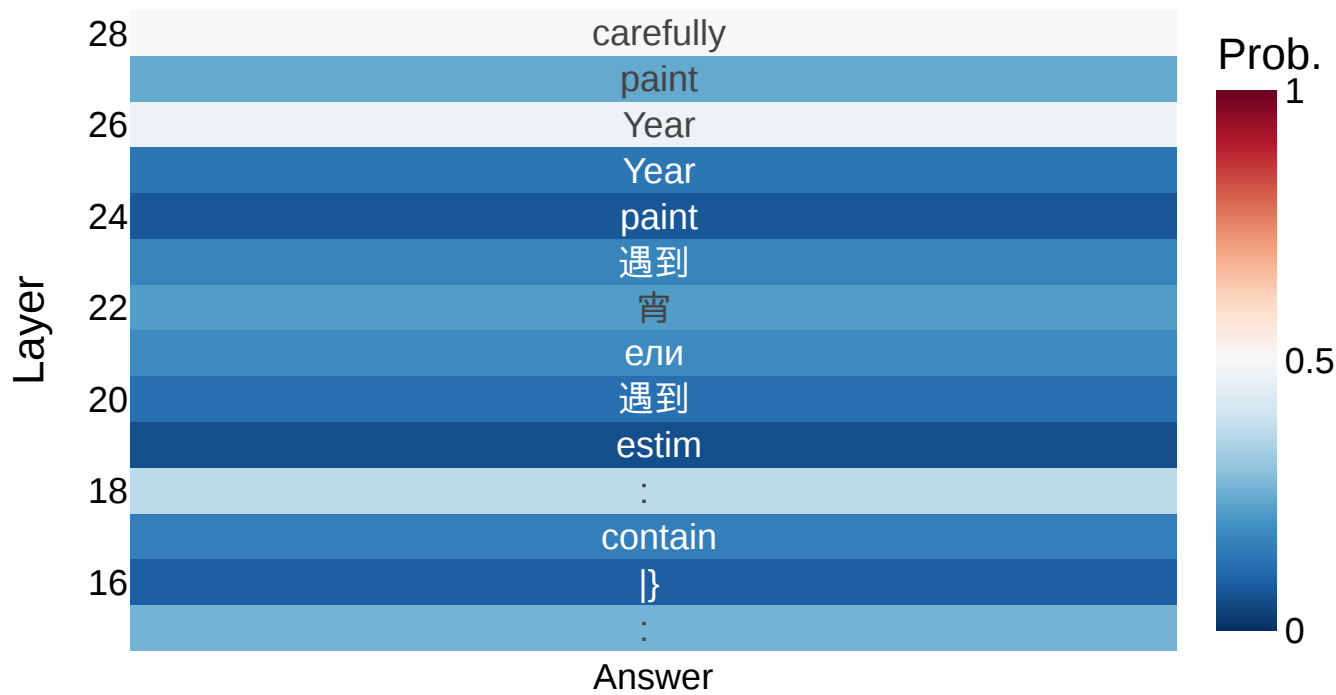 28 carefully
paint
26 Year
Year
24 paint
遇到
22 宵
ели
20 遇到
estim
18 :
contain
16 |}
:
Layer
Answer
Prob.
1
0.5
0